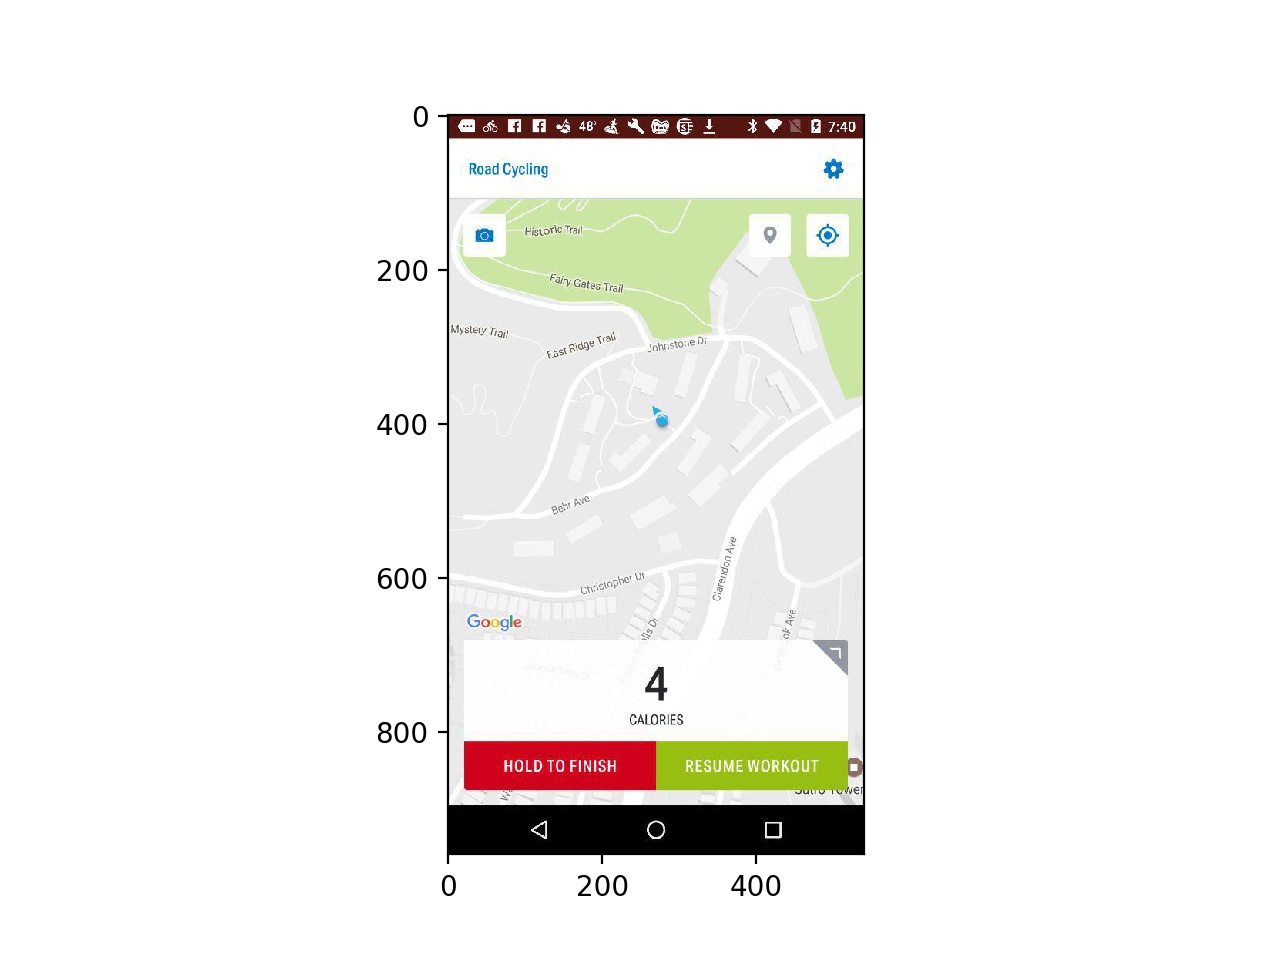 0
48°
7:40
Road Cycling
Historic Trail
200
Fairy Gates Trail
Mystery Trail
East Ridge Trail
Johnstone Dr
400
Behr Ave
Clarendon Ave
600
Christopher Dr
Google
4
CALORIES
800
HOLD TO FINISH
RESUME WORKOUT
Sutro Tower
0
200
400